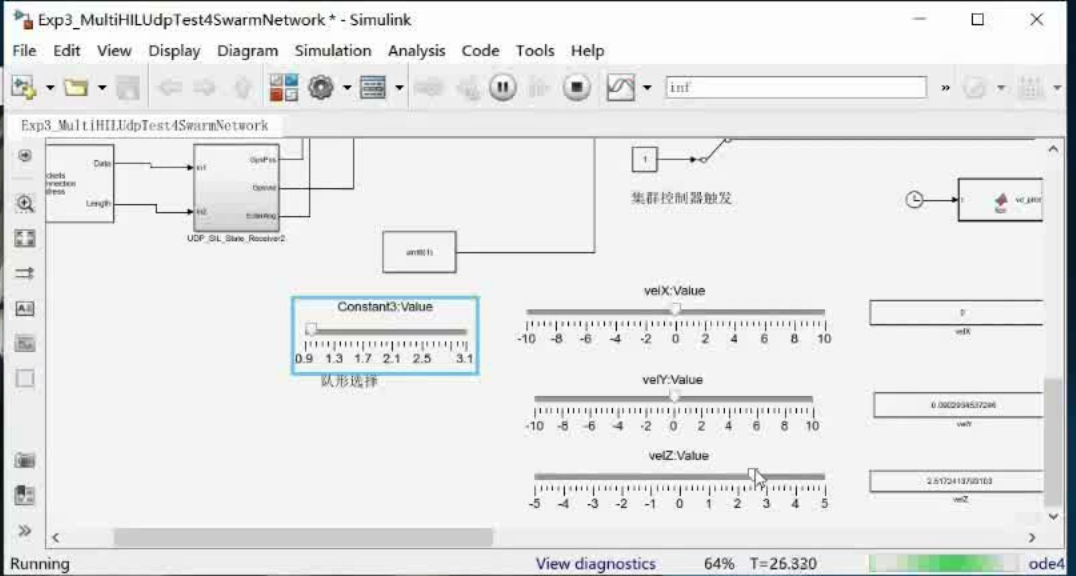 Exp3_MultiHILUdpTest4SwarmNetwork * - Simulink
File Edit View Display Diagram Simulation Analysis Code Tools Help
inf
»
Exp3_MultiHILUdpTest4SwarmNetwork
Data
Length
In1
In2
GpsPos
EulerAng
UDP_SIL_State_Receiver2
1
集群控制器触发
Constant3:Value
0.9 1.3 1.7 2.1 2.5 3.1
队形选择
velX:Value
-10 -8 -6 -4 -2 0 2 4 6 8 10
0
velX
velY:Value
-10 -8 -6 -4 -2 0 2 4 6 8 10
velY
velZ:Value
-5 -4 -3 -2 -1 0 1 2 3 4 5
2.5172413793103
velZ
Running
View diagnostics
64% T=26.330
ode4